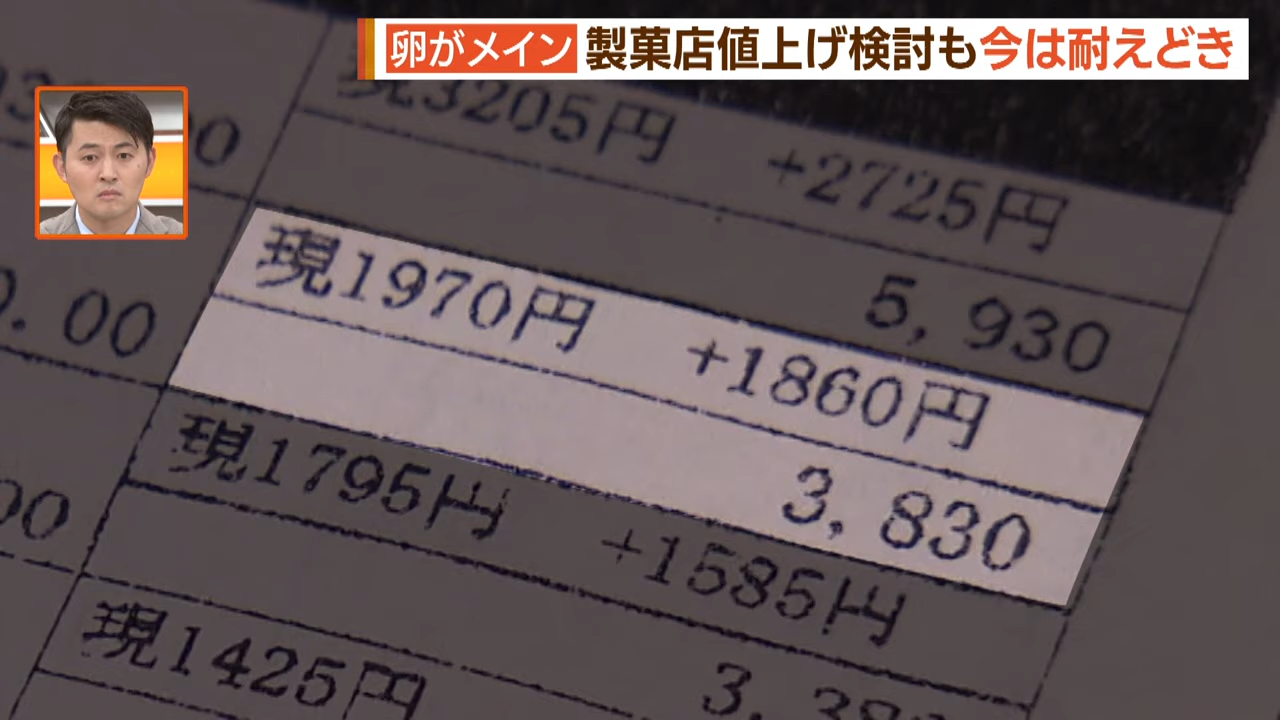 卵がメイン 製菓店値上げ検討も今は耐えどき
現3205円 +2725円
5,930
現1970円 +1860円
3,830
.00
現1795円 +1585円
00
現1425円